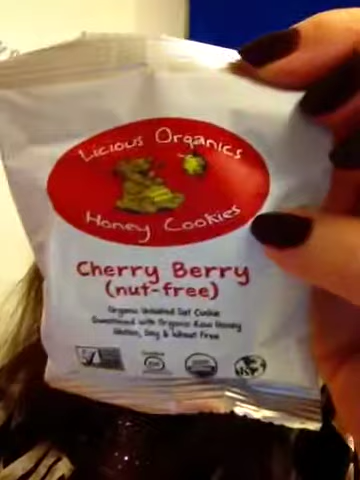 Licious Organics
Honey Cookies
Cherry Berry
(nut-free)
Organic Unbaked Oat Cookie
Sweetened with Organic Raw Honey
Gluten, Soy & Wheat Free